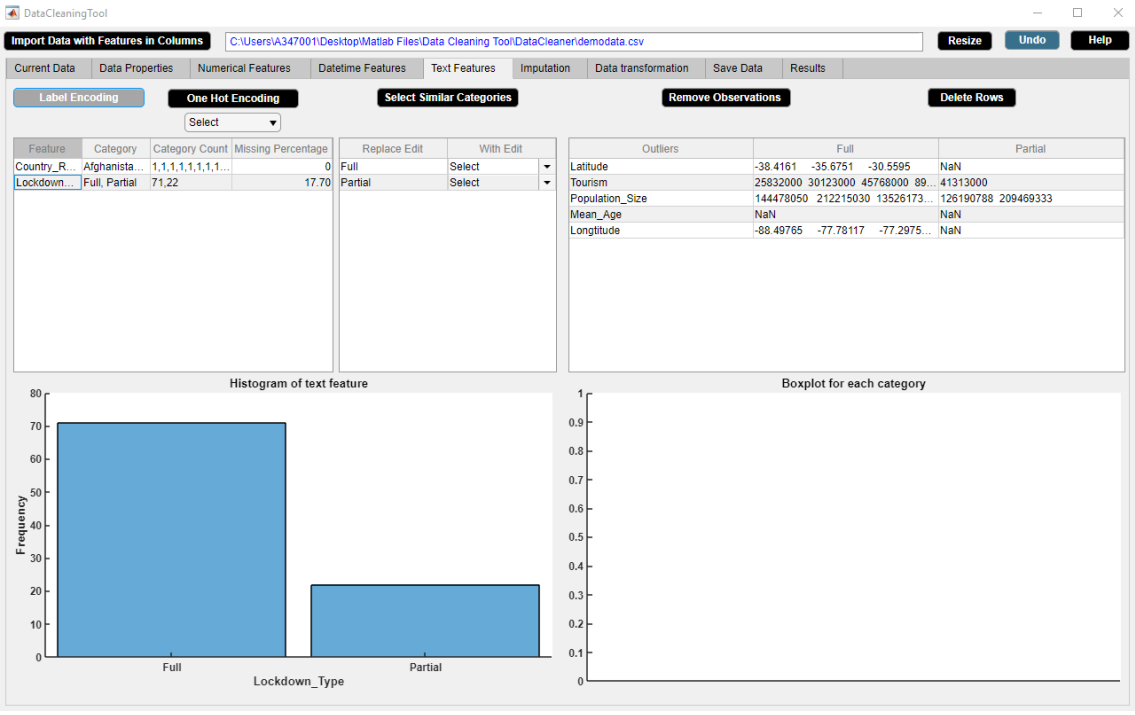 DataCleaningTool
Import Data with Features in Columns C:\Users\A347001\Desktop\Matlab Files\Data Cleaning Tool\DataCleaner\demodata.csv Resize Undo Help
Current Data Data Properties Numerical Features Datetime Features Text Features Imputation Data transformation Save Data Results
Label Encoding One Hot Encoding Select Similar Categories Remove Observations Delete Rows
Select
Feature Category Category Count Missing Percentage Replace Edit With Edit Outliers Full Partial
Country_R... Afghanista... 1,1,1,1,1,1,1,1... 0 Full Select Latitude -38.4161 -35.6751 -30.5595 NaN
Lockdown... Full, Partial 71,22 17.70 Partial Select Tourism 25832000 30123000 45768000 89... 41313000
Population_Size 144478050 212215030 13526173... 126190788 209469333
Mean_Age NaN NaN
Longtitude -88.49765 -77.78117 -77.2975... NaN
Histogram of text feature
80
70
60
50
40
30
20
10
0
Frequency
Full Partial
Lockdown_Type
Boxplot for each category
1
0.9
0.8
0.7
0.6
0.5
0.4
0.3
0.2
0.1
0